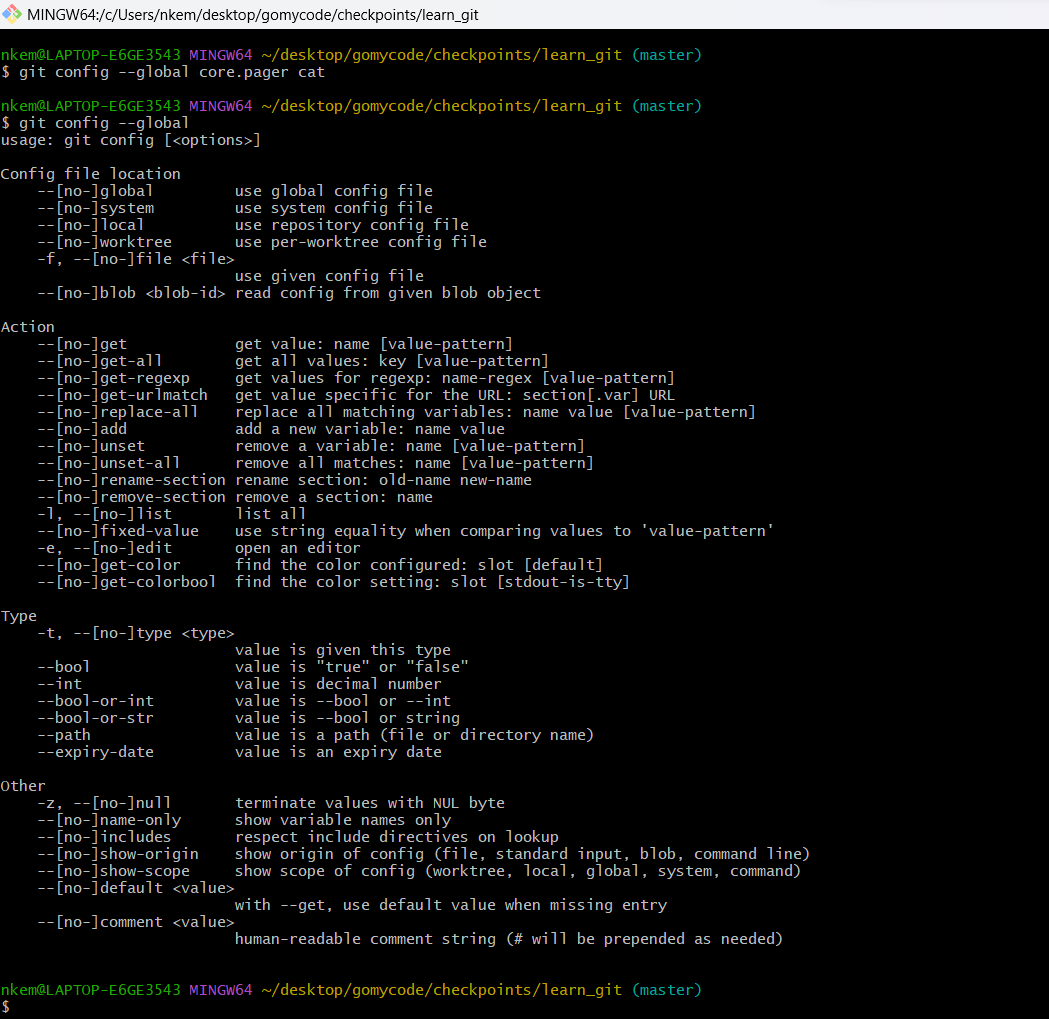 MINGW64:/c/Users/nkem/desktop/gomycode/checkpoints/learn_git
nkem@LAPTOP-E6GE3543 MINGW64 ~/desktop/gomycode/checkpoints/learn_git (master)
$ git config --global core.pager cat
nkem@LAPTOP-E6GE3543 MINGW64 ~/desktop/gomycode/checkpoints/learn_git (master)
$ git config --global
usage: git config [<options>]
Config file location
--[no-]global use global config file
--[no-]system use system config file
--[no-]local use repository config file
--[no-]worktree use per-worktree config file
-f, --[no-]file <file>
use given config file
--[no-]blob <blob-id> read config from given blob object
Action
--[no-]get get value: name [value-pattern]
--[no-]get-all get all values: key [value-pattern]
--[no-]get-regexp get values for regexp: name-regex [value-pattern]
--[no-]get-urlmatch get value specific for the URL: section[.var] URL
--[no-]replace-all replace all matching variables: name value [value-pattern]
--[no-]add add a new variable: name value
--[no-]unset remove a variable: name [value-pattern]
--[no-]unset-all remove all matches: name [value-pattern]
--[no-]rename-section rename section: old-name new-name
--[no-]remove-section remove a section: name
-l, --[no-]list list all
--[no-]fixed-value use string equality when comparing values to 'value-pattern'
-e, --[no-]edit open an editor
--[no-]get-color find the color configured: slot [default]
--[no-]get-colorbool find the color setting: slot [stdout-is-tty]
Type
-t, --[no-]type <type>
value is given this type
--bool value is "true" or "false"
--int value is decimal number
--bool-or-int value is --bool or --int
--bool-or-str value is --bool or string
--path value is a path (file or directory name)
--expiry-date value is an expiry date
Other
-z, --[no-]null terminate values with NUL byte
--[no-]name-only show variable names only
--[no-]includes respect include directives on lookup
--[no-]show-origin show origin of config (file, standard input, blob, command line)
--[no-]show-scope show scope of config (worktree, local, global, system, command)
--[no-]default <value>
with --get, use default value when missing entry
--[no-]comment <value>
human-readable comment string (# will be prepended as needed)
nkem@LAPTOP-E6GE3543 MINGW64 ~/desktop/gomycode/checkpoints/learn_git (master)
$